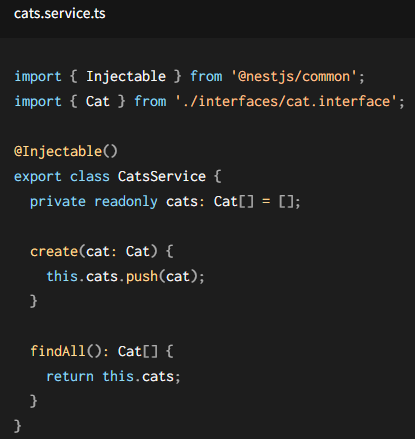 cats.service.ts
import { Injectable } from '@nestjs/common';
import { Cat } from './interfaces/cat.interface';
@Injectable()
export class CatsService {
  private readonly cats: Cat[] = [];
  create(cat: Cat) {
    this.cats.push(cat);
  }
  findAll(): Cat[] {
    return this.cats;
  }
}